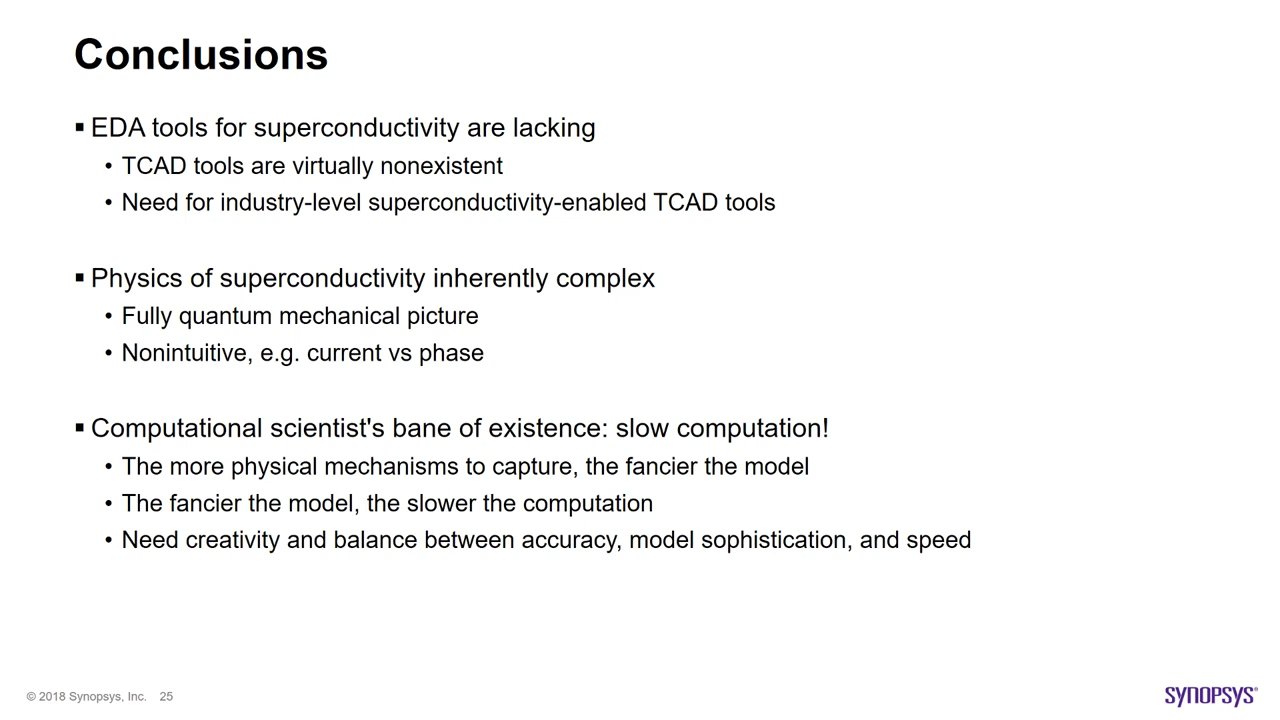 Conclusions
▪ EDA tools for superconductivity are lacking
• TCAD tools are virtually nonexistent
• Need for industry-level superconductivity-enabled TCAD tools
▪ Physics of superconductivity inherently complex
• Fully quantum mechanical picture
• Nonintuitive, e.g. current vs phase
▪ Computational scientist's bane of existence: slow computation!
• The more physical mechanisms to capture, the fancier the model
• The fancier the model, the slower the computation
• Need creativity and balance between accuracy, model sophistication, and speed
© 2018 Synopsys, Inc. 25
SYNOPSYS®